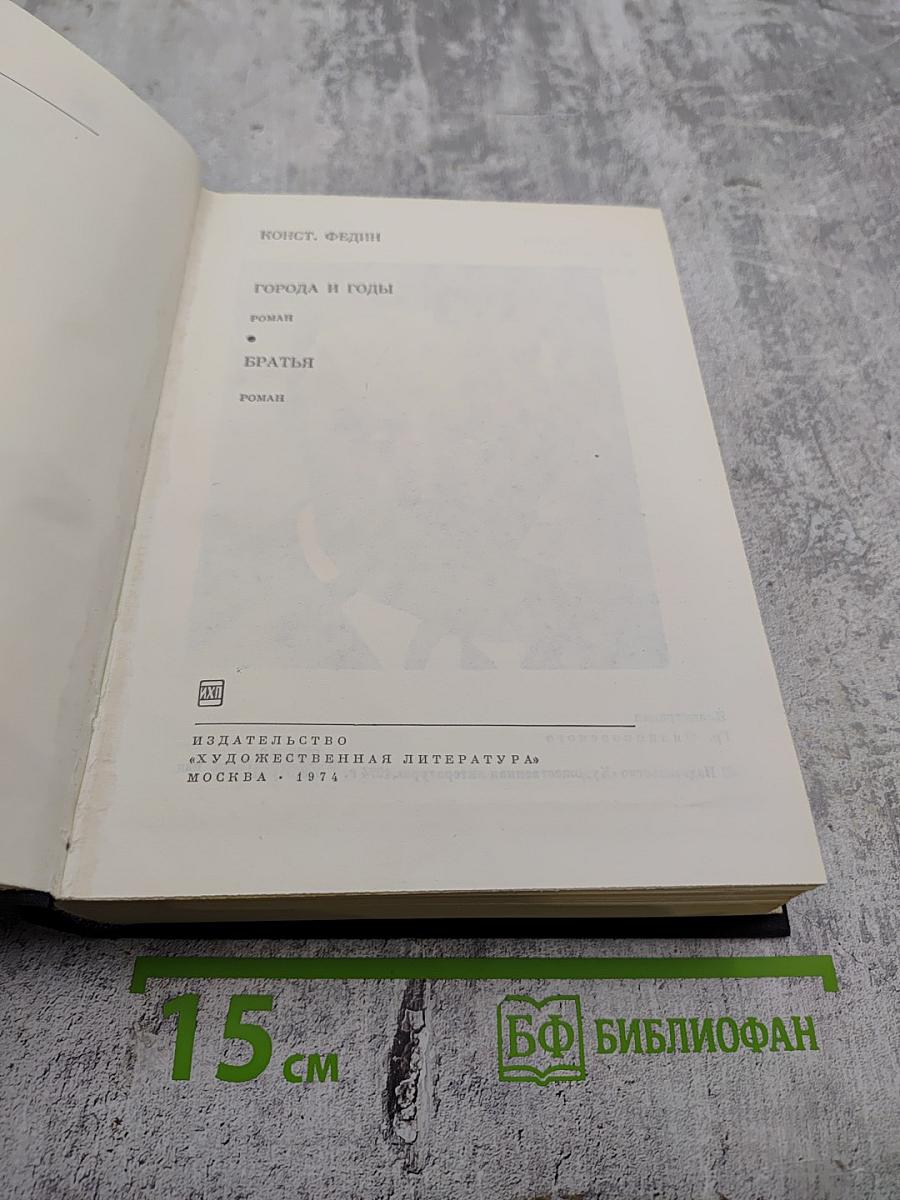 КОНСТ. ФЕДИН
ГОРОДА И ГОДЫ
РОМАН
БРАТЬЯ
РОМАН
ИХЛ
ИЗДАТЕЛЬСТВО
«ХУДОЖЕСТВЕННАЯ ЛИТЕРАТУРА»
МОСКВА • 1974
15 см
БФ БИБЛИОФАН